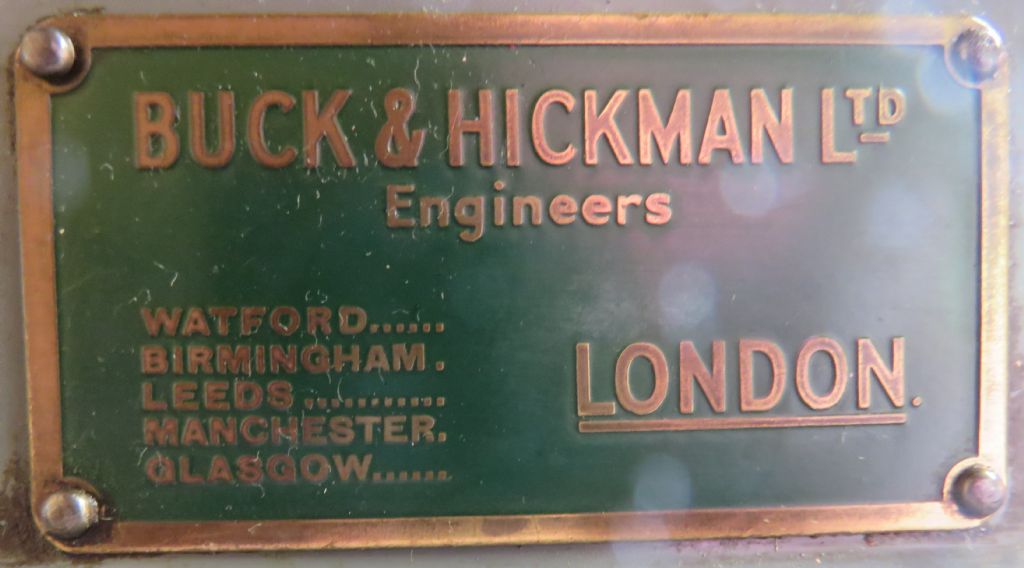 BUCK & HICKMAN LTD
Engineers
WATFORD......
BIRMINGHAM.
LEEDS ...........
MANCHESTER.
GLASGOW......
LONDON.